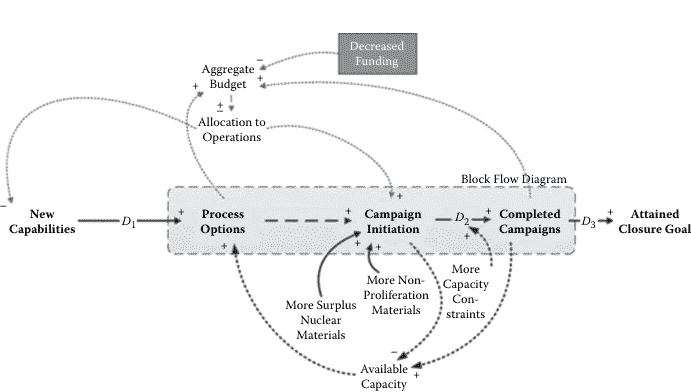 Decreased
Funding
−
Aggregate
Budget
+
+
±
Allocation to
Operations
Block Flow Diagram
−
+
New
Capabilities
D1
+
Process
Options
+
Campaign
Initiation
D2
+
Completed
Campaigns
D3
+
Attained
Closure Goal
+
+
+
+
More
Capacity
Con-
straints
More Non-
Proliferation
Materials
More Surplus
Nuclear
Materials
−
Available
Capacity
+